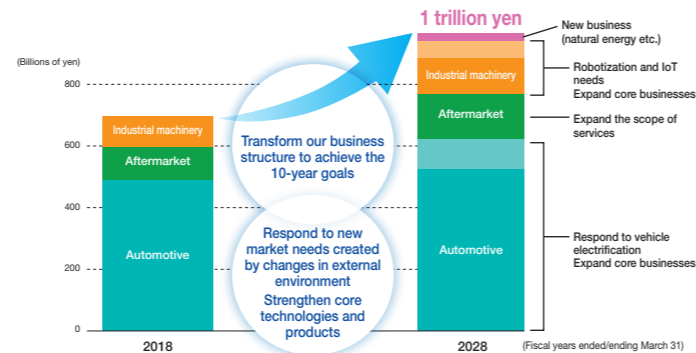 1 trillion yen
(Billions of yen)
800
600
400
200
0
Industrial machinery
Aftermarket
Automotive
2018
Transform our business
structure to achieve the
10-year goals
Respond to new
market needs created
by changes in external
environment
Strengthen core
technologies and
products
Industrial machinery
Aftermarket
Automotive
2028
New business
(natural energy etc.)
Robotization and IoT
needs
Expand core businesses
Expand the scope of
services
Respond to vehicle
electrification
Expand core businesses
(Fiscal years ended/ending March 31)